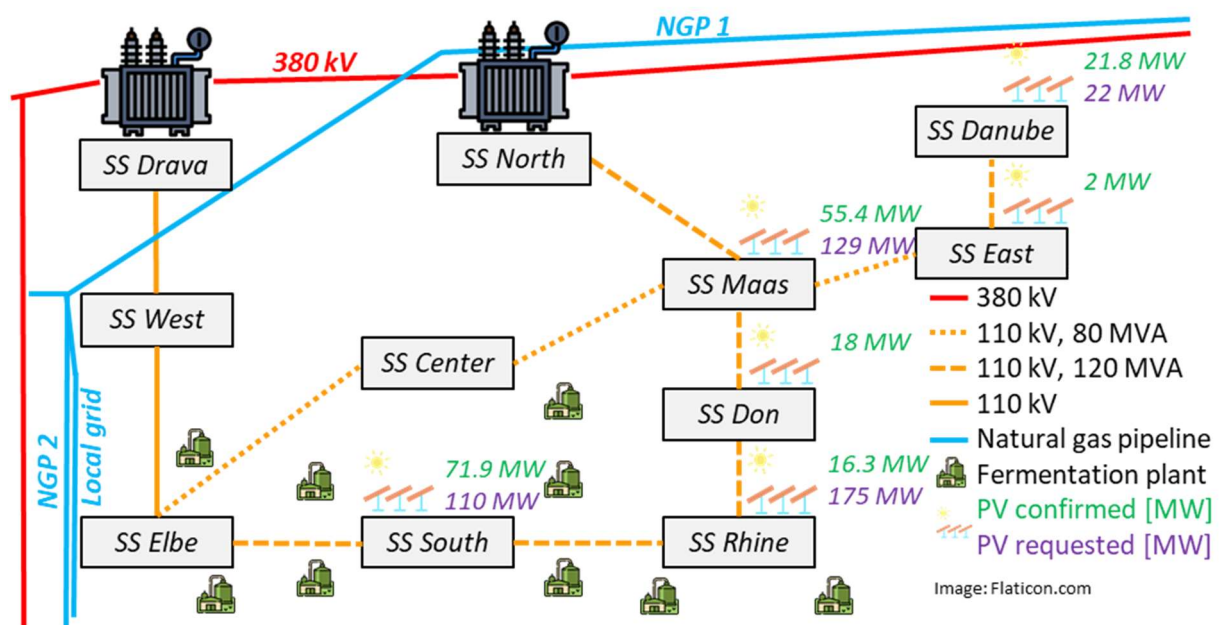 NGP 1
380 kV
21.8 MW
22 MW
SS Drava
SS North
SS Danube
2 MW
55.4 MW
129 MW
SS East
SS Maas
SS West
380 kV
110 kV, 80 MVA
110 kV, 120 MVA
110 kV
Natural gas pipeline
Fermentation plant
PV confirmed [MW]
PV requested [MW]
18 MW
SS Center
SS Don
NGP 2
Local grid
71.9 MW
110 MW
16.3 MW
175 MW
SS Elbe
SS South
SS Rhine
Image: Flaticon.com